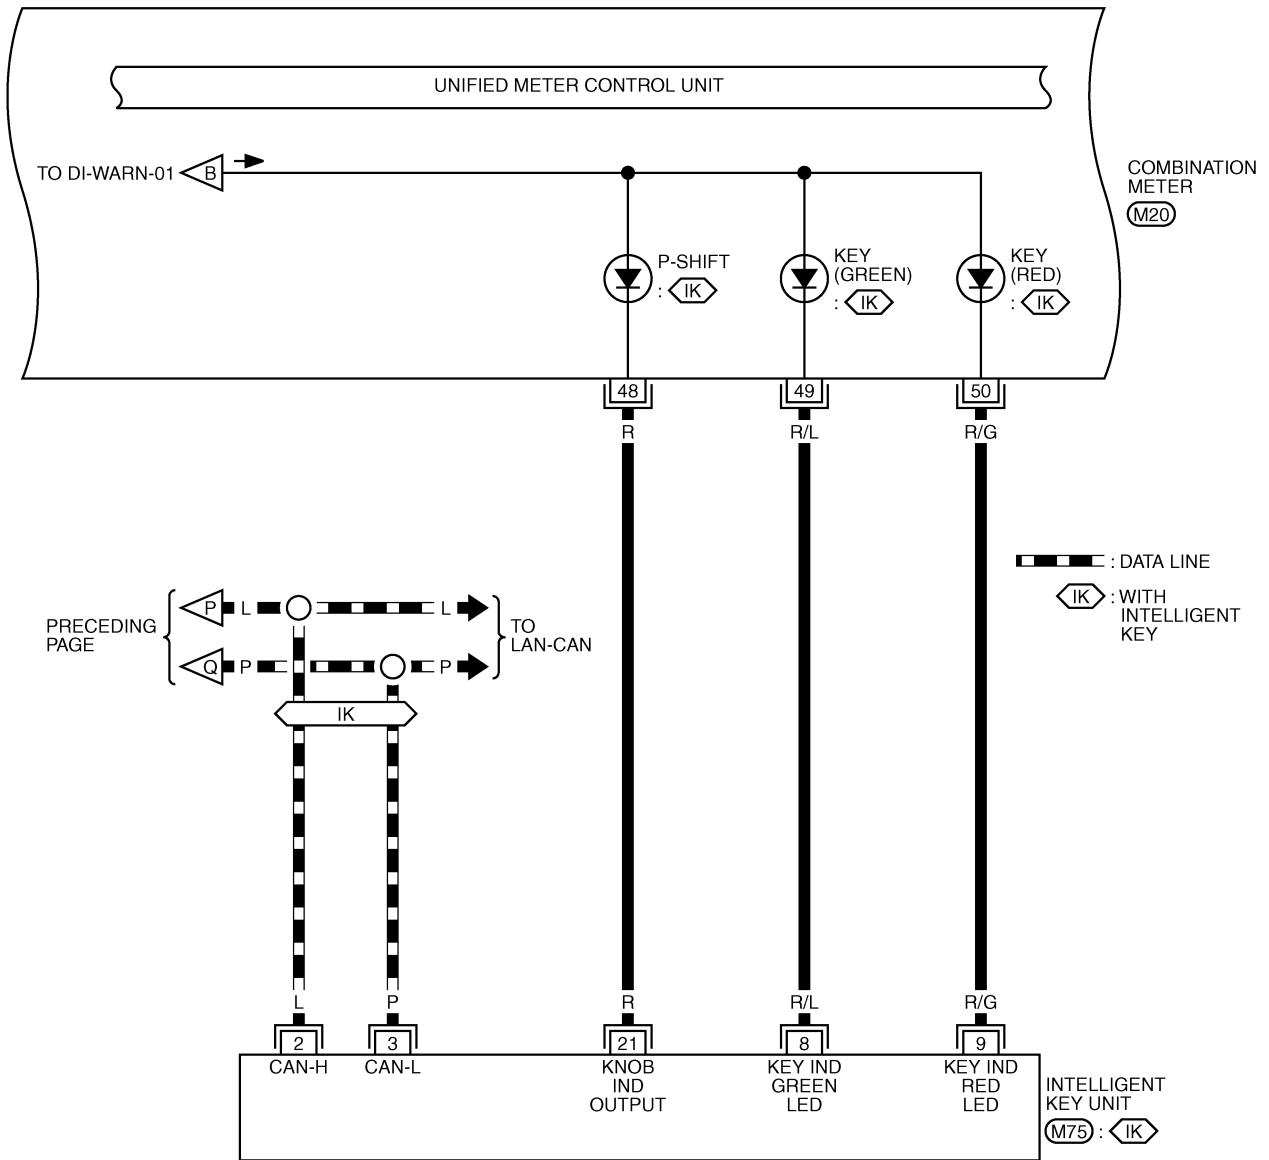 UNIFIED METER CONTROL UNIT
TO DI-WARN-01
B
COMBINATION
METER
M20
P-SHIFT
: IK
KEY
(GREEN)
: IK
KEY
(RED)
: IK
48
49
50
R
R/L
R/G
: DATA LINE
IK : WITH
INTELLIGENT
KEY
PRECEDING
PAGE
P
L
L
Q
P
P
TO
LAN-CAN
IK
L
P
R
R/L
R/G
2
3
21
8
9
CAN-H
CAN-L
KNOB
IND
OUTPUT
KEY IND
GREEN
LED
KEY IND
RED
LED
INTELLIGENT
KEY UNIT
M75 : IK